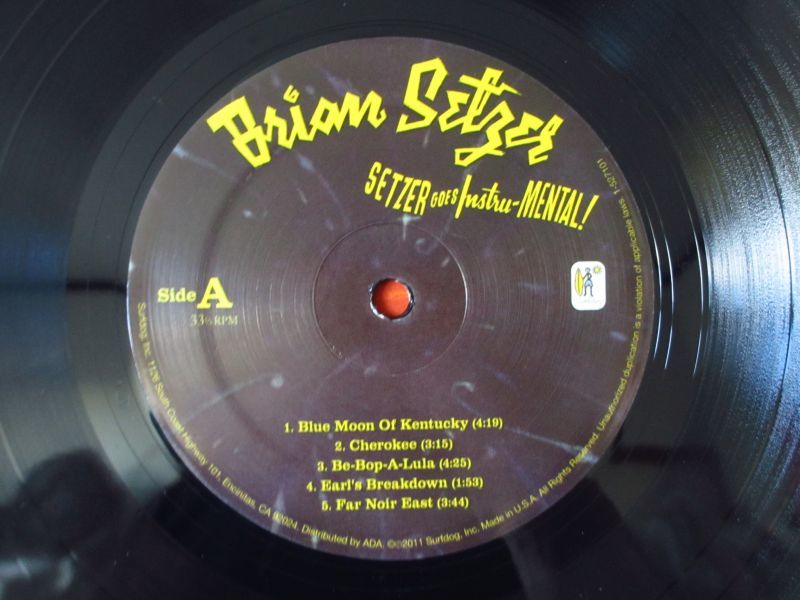 Brian Setzer
SETZER GOES Instru-MENTAL!
Side A
33⅓ RPM
1. Blue Moon Of Kentucky (4:19)
2. Cherokee (3:15)
3. Be-Bop-A-Lula (4:25)
4. Earl's Breakdown (1:53)
5. Far Noir East (3:44)
Surfdog, Inc. 1126 South Coast Highway 101, Encinitas, CA 92024. Distributed by ADA. ©℗2011 Surfdog, Inc. Made in U.S.A. All Rights Reserved. Unauthorized duplication is a violation of applicable laws 1-527101